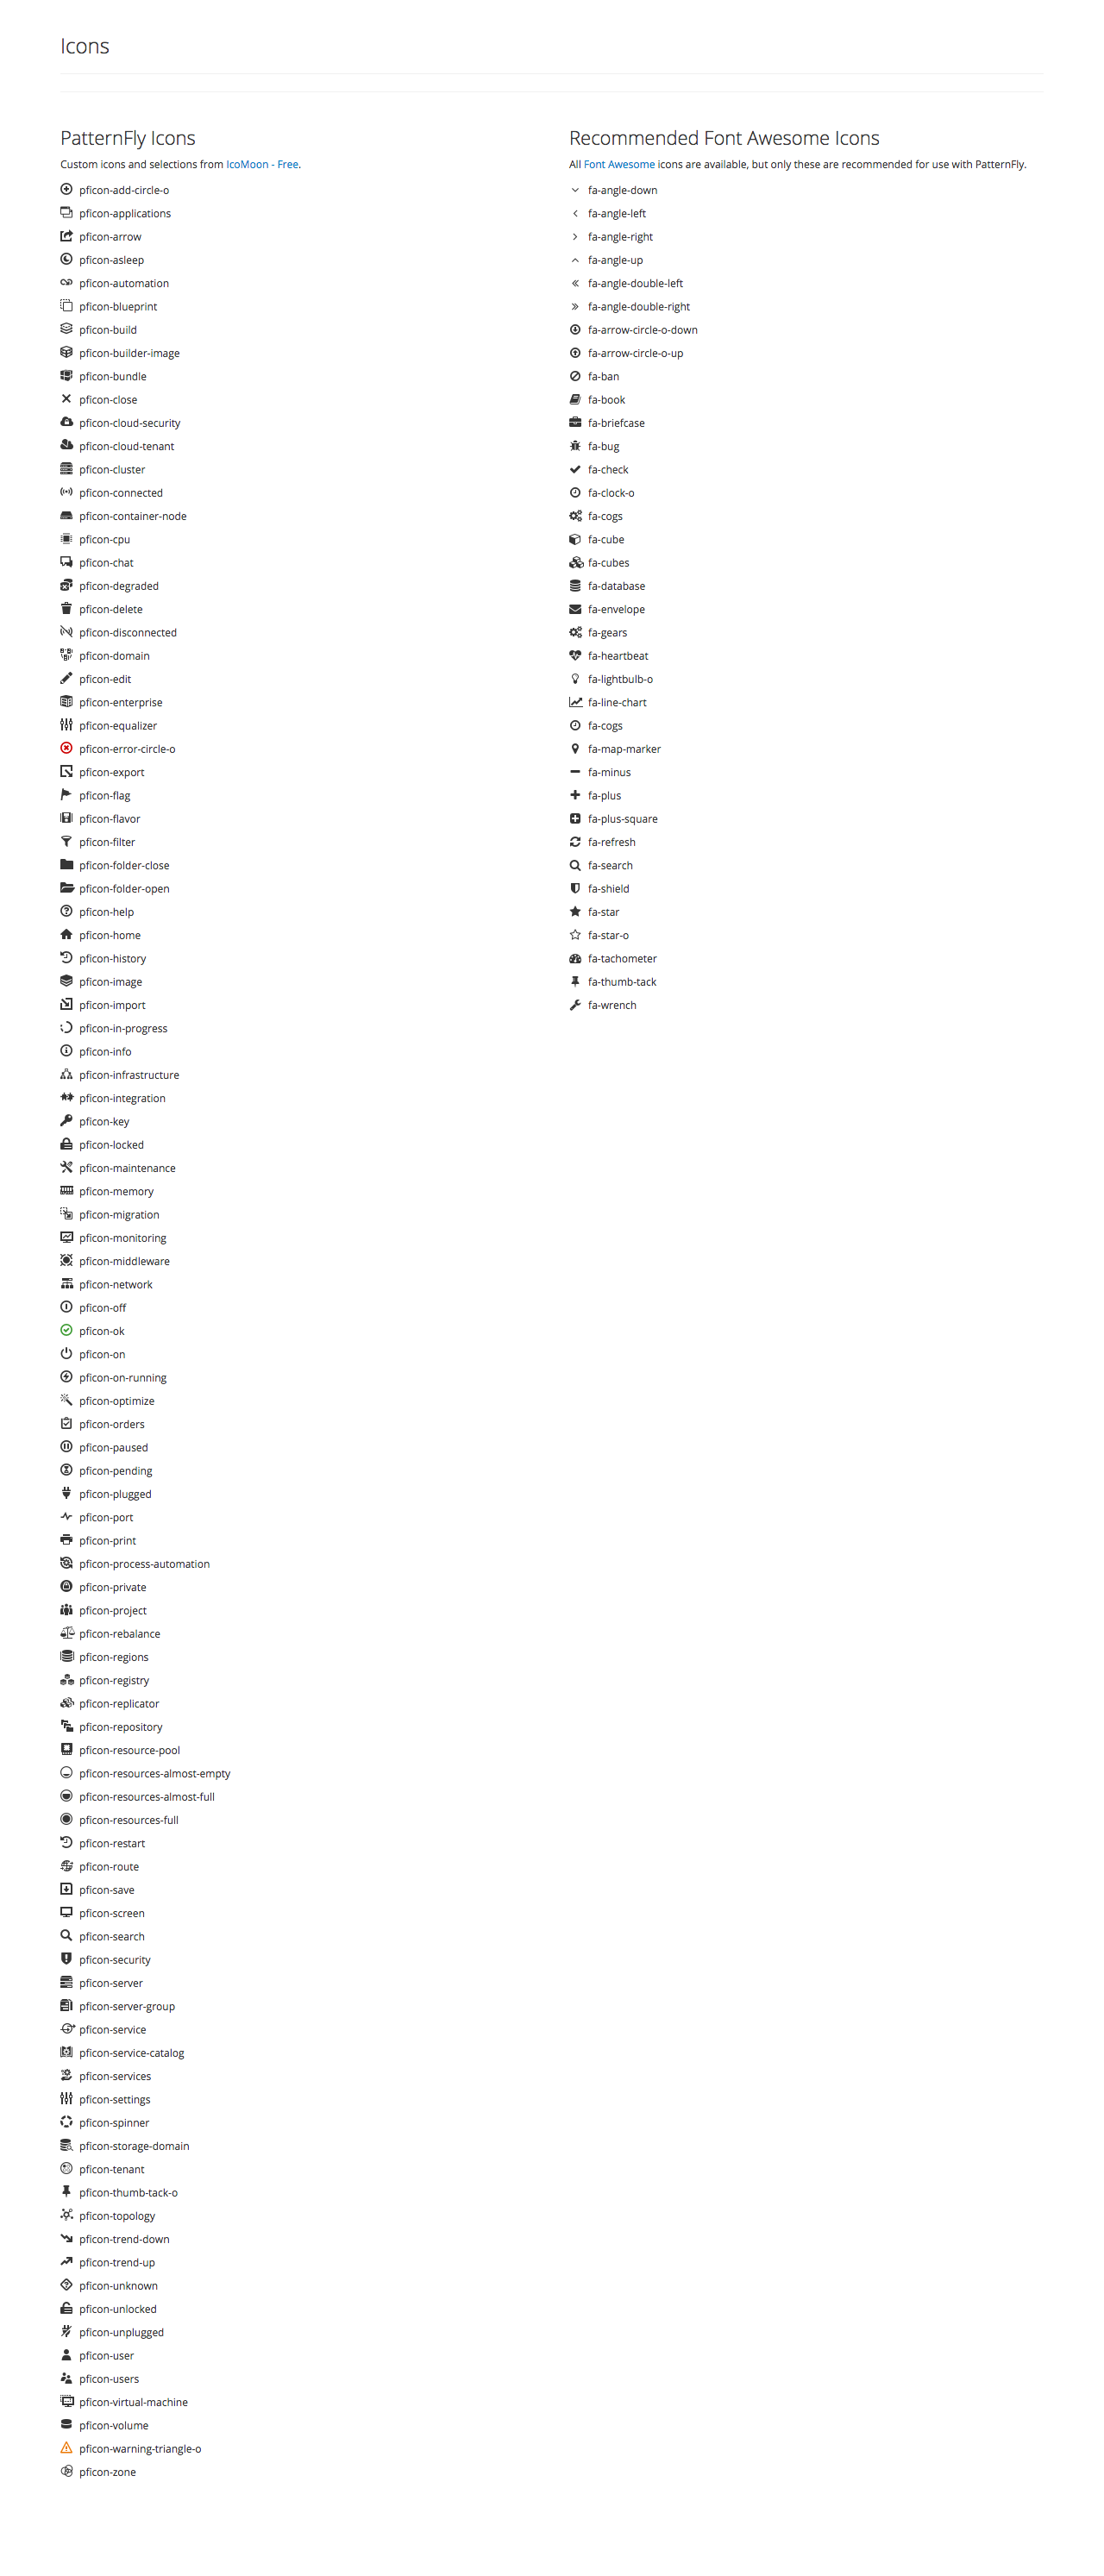 Icons
PatternFly Icons
Custom icons and selections from IcoMoon - Free.
pficon-add-circle-o
pficon-applications
pficon-arrow
pficon-asleep
pficon-automation
pficon-blueprint
pficon-build
pficon-builder-image
pficon-bundle
pficon-close
pficon-cloud-security
pficon-cloud-tenant
pficon-cluster
pficon-connected
pficon-container-node
pficon-cpu
pficon-chat
pficon-degraded
pficon-delete
pficon-disconnected
pficon-domain
pficon-edit
pficon-enterprise
pficon-equalizer
pficon-error-circle-o
pficon-export
pficon-flag
pficon-flavor
pficon-filter
pficon-folder-close
pficon-folder-open
pficon-help
pficon-home
pficon-history
pficon-image
pficon-import
pficon-in-progress
pficon-info
pficon-infrastructure
pficon-integration
pficon-key
pficon-locked
pficon-maintenance
pficon-memory
pficon-migration
pficon-monitoring
pficon-middleware
pficon-network
pficon-off
pficon-ok
pficon-on
pficon-on-running
pficon-optimize
pficon-orders
pficon-paused
pficon-pending
pficon-plugged
pficon-port
pficon-print
pficon-process-automation
pficon-private
pficon-project
pficon-rebalance
pficon-regions
pficon-registry
pficon-replicator
pficon-repository
pficon-resource-pool
pficon-resources-almost-empty
pficon-resources-almost-full
pficon-resources-full
pficon-restart
pficon-route
pficon-save
pficon-screen
pficon-search
pficon-security
pficon-server
pficon-server-group
pficon-service
pficon-service-catalog
pficon-services
pficon-settings
pficon-spinner
pficon-storage-domain
pficon-tenant
pficon-thumb-tack-o
pficon-topology
pficon-trend-down
pficon-trend-up
pficon-unknown
pficon-unlocked
pficon-unplugged
pficon-user
pficon-users
pficon-virtual-machine
pficon-volume
pficon-warning-triangle-o
pficon-zone
Recommended Font Awesome Icons
All Font Awesome icons are available, but only these are recommended for use with PatternFly.
fa-angle-down
fa-angle-left
fa-angle-right
fa-angle-up
fa-angle-double-left
fa-angle-double-right
fa-arrow-circle-o-down
fa-arrow-circle-o-up
fa-ban
fa-book
fa-briefcase
fa-bug
fa-check
fa-clock-o
fa-cogs
fa-cube
fa-cubes
fa-database
fa-envelope
fa-gears
fa-heartbeat
fa-lightbulb-o
fa-line-chart
fa-cogs
fa-map-marker
fa-minus
fa-plus
fa-plus-square
fa-refresh
fa-search
fa-shield
fa-star
fa-star-o
fa-tachometer
fa-thumb-tack
fa-wrench